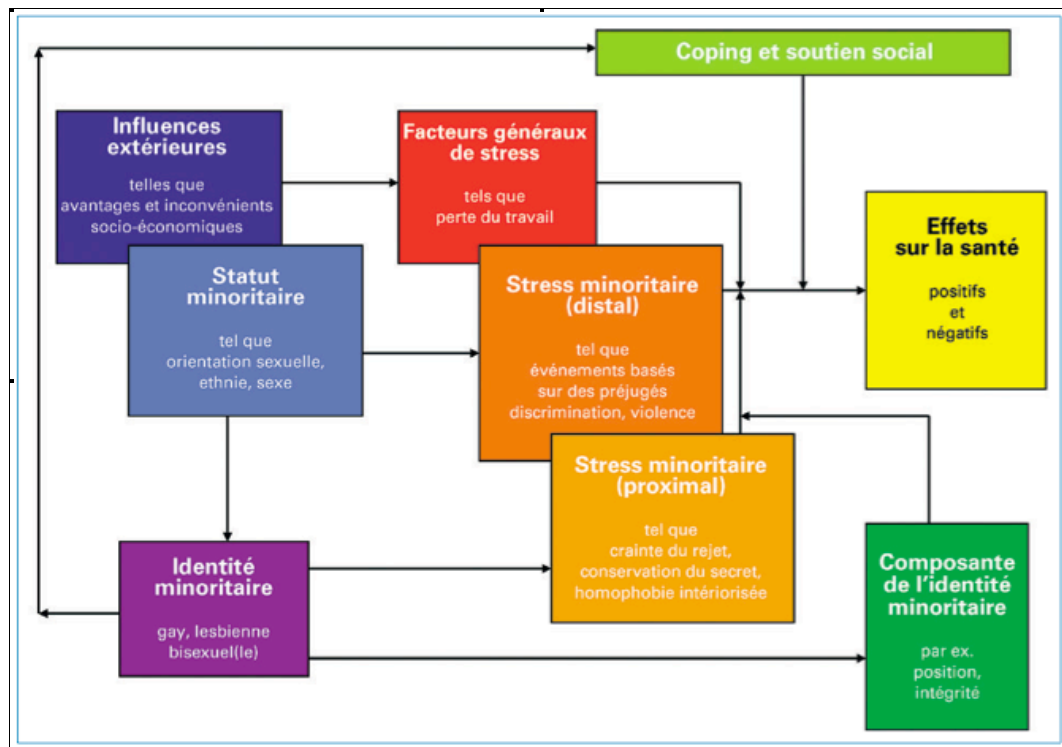 Coping et soutien social
Influences
extérieures
telles que
avantages et inconvénients
socio-économiques
Facteurs généraux
de stress
tels que
perte du travail
Statut
minoritaire
tel que
orientation sexuelle,
ethnie, sexe
Stress minoritaire
(distal)
tel que
événements basés
sur des préjugés
discrimination, violence
Effets
sur la santé
positifs
et
négatifs
Stress minoritaire
(proximal)
tel que
crainte du rejet,
conservation du secret,
homophobie intériorisée
Identité
minoritaire
gay, lesbienne
bisexuel(le)
Composante
de l'identité
minoritaire
par ex.
position,
intégrité